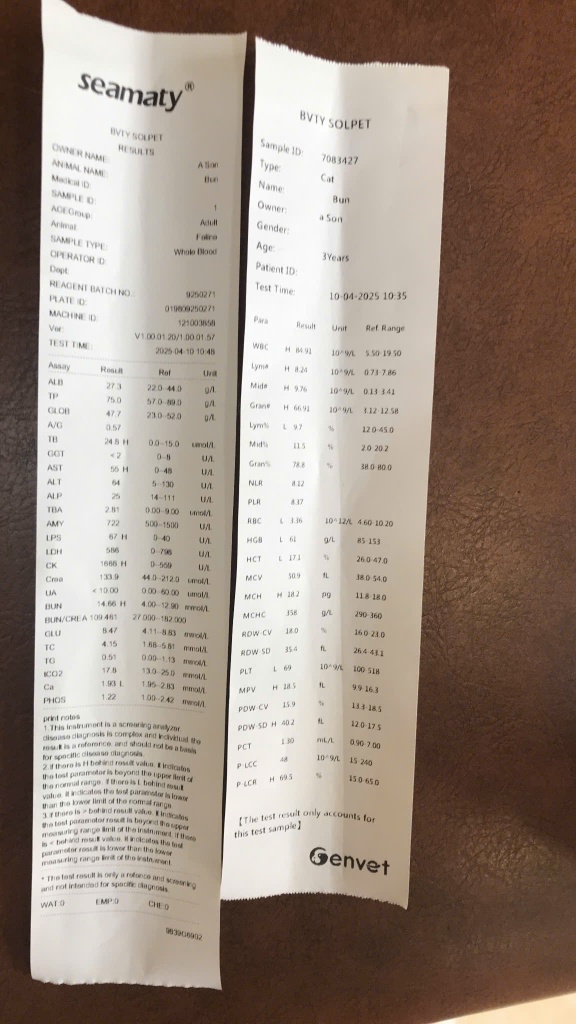 seamaty®
BVTY SOLPET
RESULTS
OWNER NAME: A Son
ANIMAL NAME: Bun
Medical ID:
SAMPLE ID: 1
AGEGroup: Adult
Animal: Feline
SAMPLE TYPE: Whole Blood
OPERATOR ID:
Dept:
REAGENT BATCH NO.: 9250271
PLATE ID: 019809250271
MACHINE ID: 121003658
Ver: V1.00.01.20/1.00.01.57
TEST TIME: 2025-04-10 10:48
Assay Result Ref Unit
ALB 27.3 22.0-44.0 g/L
TP 75.0 57.0-89.0 g/L
GLOB 47.7 23.0-52.0 g/L
A/G 0.57
TB 24.8 H 0.0-15.0 umol/L
GGT <2 0-8 U/L
AST 55 H 0-48 U/L
ALT 64 5-130 U/L
ALP 25 14-111 U/L
TBA 2.81 0.00-9.00 umol/L
AMY 722 500-1500 U/L
LPS 67 H 0-40 U/L
LDH 586 0-798 U/L
CK 1668 H 0-559 U/L
Crea 133.9 44.0-212.0 umol/L
UA <10.00 0.00-60.00 umol/L
BUN 14.66 H 4.00-12.90 mmol/L
BUN/CREA 109.461 27.000-182.000
GLU 8.47 4.11-8.83 mmol/L
TC 4.15 1.68-5.81 mmol/L
TG 0.51 0.00-1.13 mmol/L
tCO2 17.8 13.0-25.0 mmol/L
Ca 1.93 L 1.95-2.83 mmol/L
PHOS 1.22 1.00-2.42 mmol/L
print notes
1.This instrument is a screening analyzer,
disease diagnosis is complex and individual, the
result is a reference, and should not be a basis
for specific disease diagnosis.
2.if there is H behind result value, it indicates
the test parameter is beyond the upper limit of
the normal range. if there is L behind result
value, it indicates the test parameter is lower
than the lower limit of the normal range.
3.if there is > behind result value, it indicates
the test parameter result is beyond the upper
measuring range limit of the instrument, if there
is < behind result value, it indicates the test
parameter result is lower than the lower
measuring range limit of the instrument.
* The test result is only a refence and screening
and not intended for specific diagnosis.
WAT:0 EMP:0 CHE:0
9839G6902
BVTY SOLPET
Sample ID: 7083427
Type: Cat
Name: Bun
Owner: a Son
Gender:
Age: 3Years
Patient ID:
Test Time: 10-04-2025 10:35
Para Result Unit Ref Range
WBC H 84.91 10^9/L 5.50-19.50
Lym# H 8.24 10^9/L 0.73-7.86
Mid# H 9.76 10^9/L 0.13-3.41
Gran# H 66.91 10^9/L 3.12-12.58
Lym% L 9.7 % 12.0-45.0
Mid% 11.5 % 2.0-20.2
Gran% 78.8 % 38.0-80.0
NLR 8.12
PLR 8.37
RBC L 3.36 10^12/L 4.60-10.20
HGB L 61 g/L 85-153
HCT L 17.1 % 26.0-47.0
MCV 50.9 fL 38.0-54.0
MCH H 18.2 pg 11.8-18.0
MCHC 358 g/L 290-360
RDW-CV 18.0 % 16.0-23.0
RDW-SD 35.4 fL 26.4-43.1
PLT L 69 10^9/L 100-518
MPV H 18.5 fL 9.9-16.3
PDW-CV 15.9 % 13.3-18.5
PDW-SD H 40.2 fL 12.0-17.5
PCT 1.30 mL/L 0.90-7.00
P-LCC 48 10^9/L 15-240
P-LCR H 69.5 % 15.0-65.0
【The test result only accounts for
this test sample】
Genvet